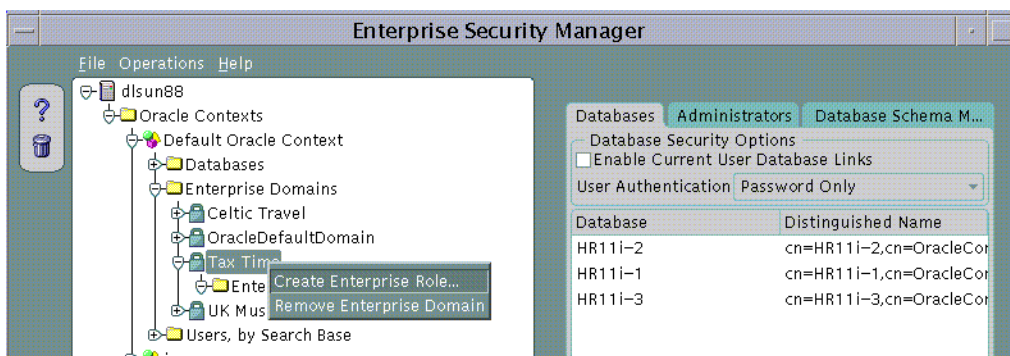 Enterprise Security Manager
File Operations Help
dlsun88
Oracle Contexts
Default Oracle Context
Databases
Enterprise Domains
Celtic Travel
OracleDefaultDomain
Tax Time
Ente
UK Mus
Users, by Search Base
Create Enterprise Role...
Remove Enterprise Domain
Databases Administrators Database Schema M...
Database Security Options
Enable Current User Database Links
User Authentication Password Only
Database Distinguished Name
HR11i-2 cn=HR11i-2,cn=OracleCor
HR11i-1 cn=HR11i-1,cn=OracleCor
HR11i-3 cn=HR11i-3,cn=OracleCor